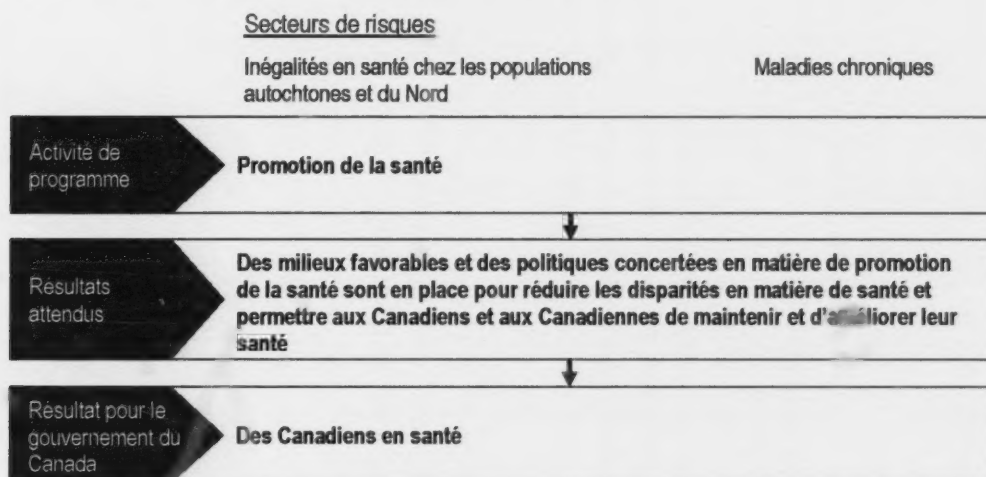 Secteurs de risques
Inégalités en santé chez les populations
autochtones et du Nord
Maladies chroniques
Activité de
programme
Promotion de la santé
Résultats
attendus
Des milieux favorables et des politiques concertées en matière de promotion
de la santé sont en place pour réduire les disparités en matière de santé et
permettre aux Canadiens et aux Canadiennes de maintenir et d'améliorer leur
santé
Résultat pour le
gouvernement du
Canada
Des Canadiens en santé